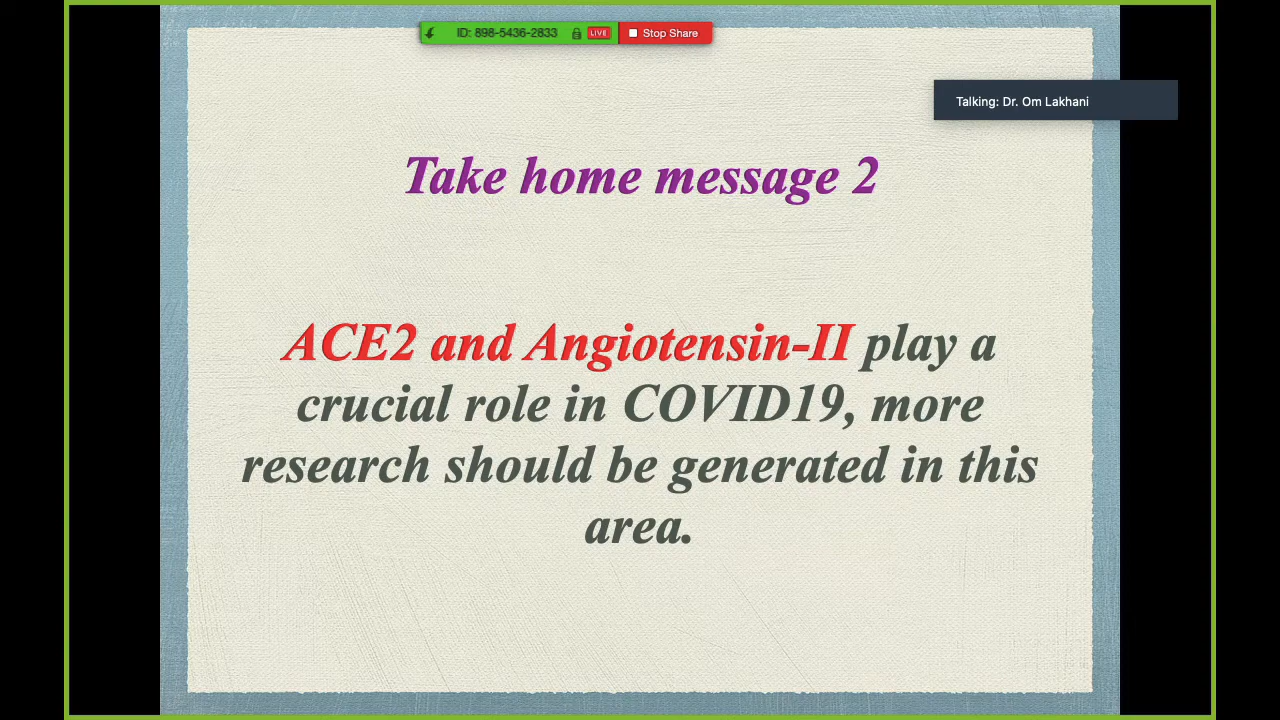 ID: 898-5436-2833 LIVE Stop Share
Talking: Dr. Om Lakhani
Take home message 2
ACE2 and Angiotensin-II play a
crucial role in COVID19, more
research should be generated in this
area.